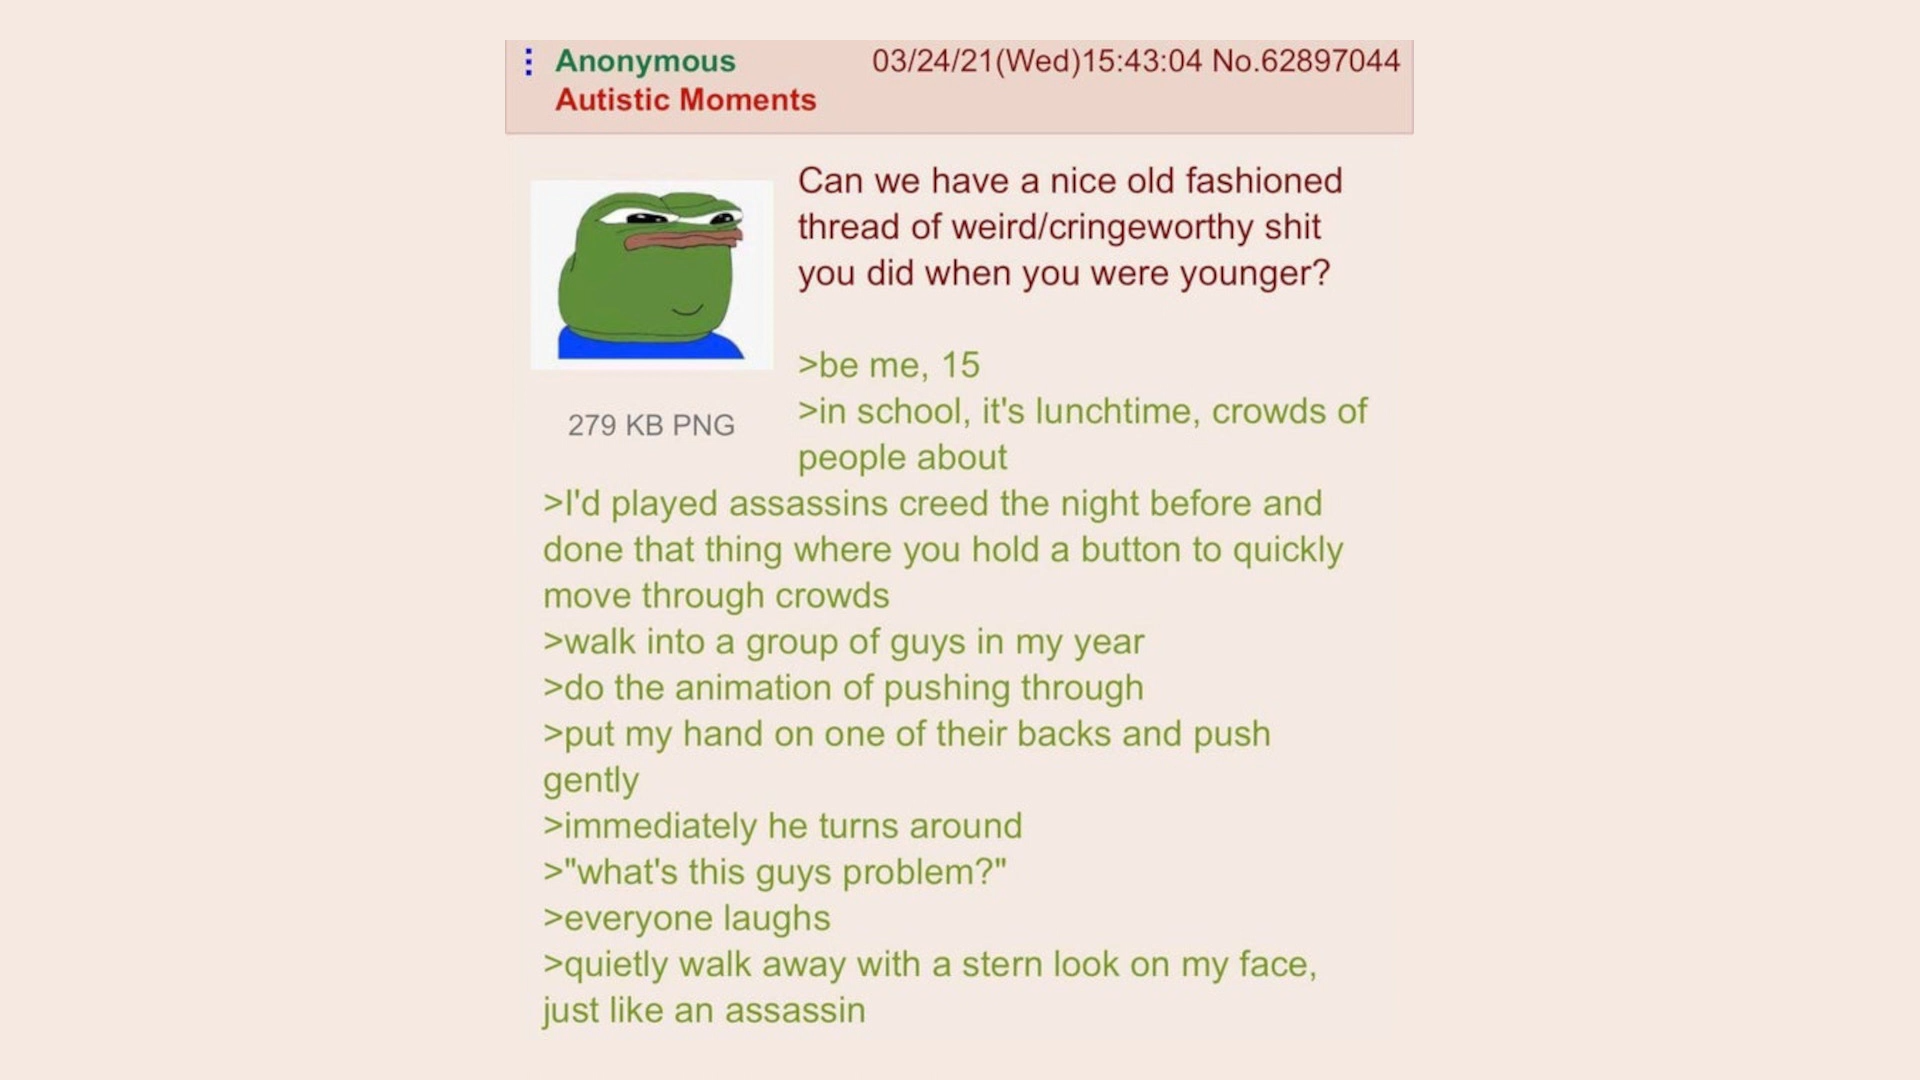 Anonymous 03/24/21(Wed)15:43:04 No.62897044
Autistic Moments
Can we have a nice old fashioned
thread of weird/cringeworthy shit
you did when you were younger?
>be me, 15
>in school, it's lunchtime, crowds of
people about
279 KB PNG
>I'd played assassins creed the night before and
done that thing where you hold a button to quickly
move through crowds
>walk into a group of guys in my year
>do the animation of pushing through
>put my hand on one of their backs and push
gently
>immediately he turns around
>"what's this guys problem?"
>everyone laughs
>quietly walk away with a stern look on my face,
just like an assassin